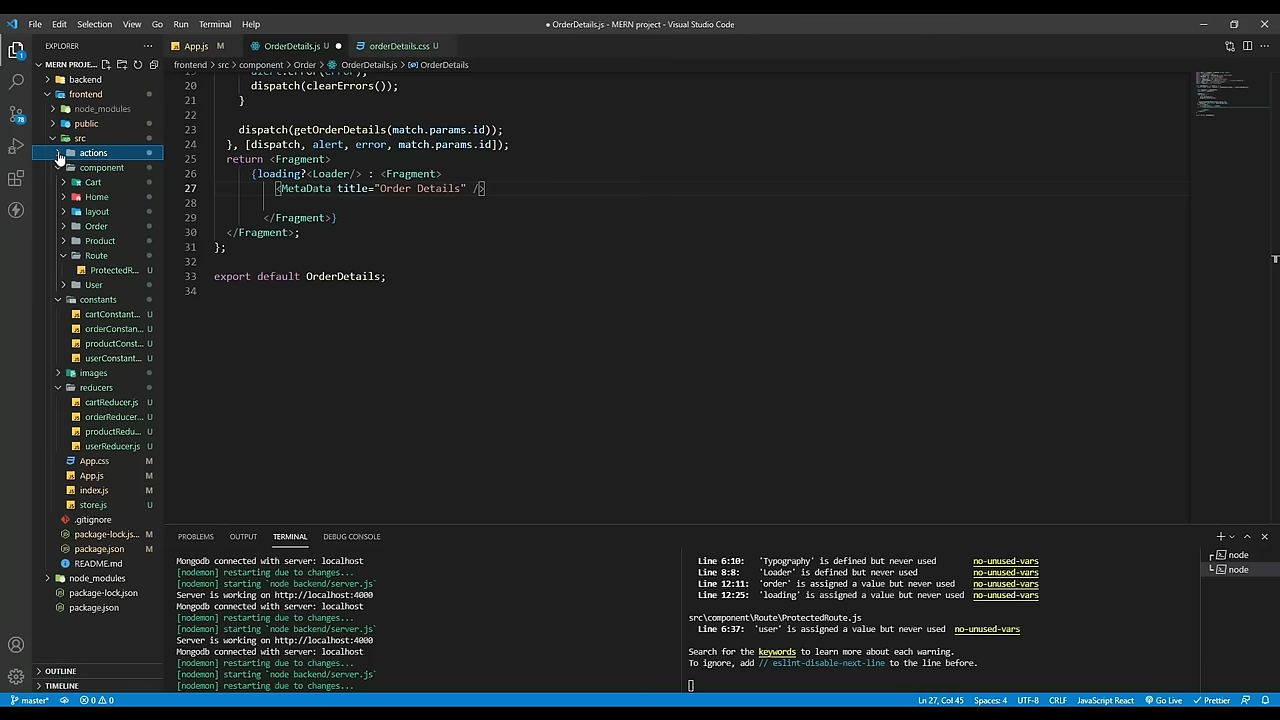 File Edit Selection View Go Run Terminal Help
● OrderDetails.js - MERN project - Visual Studio Code
EXPLORER
MERN PROJE...
backend
frontend
node_modules
public
src
actions
component
Cart
Home
layout
Order
Product
Route
ProtectedR... U
User
constants
cartConstant... U
orderConstan... U
productConst... U
userConstant... U
images
reducers
cartReducer.js U
orderReducer... U
productRedu... U
userReducer.js U
App.css M
App.js M
index.js M
store.js U
.gitignore
package-lock.js... M
package.json M
README.md
node_modules
package-lock.json
package.json
OUTLINE
TIMELINE
App.js M
OrderDetails.js U ●
orderDetails.css U
frontend > src > component > Order > OrderDetails.js > OrderDetails
19 alert.error(error);
20 dispatch(clearErrors());
21 }
22
23 dispatch(getOrderDetails(match.params.id));
24 }, [dispatch, alert, error, match.params.id]);
25 return <Fragment>
26 {loading?<Loader/> : <Fragment>
27 <MetaData title="Order Details" />
28
29 </Fragment>}
30 </Fragment>;
31 };
32
33 export default OrderDetails;
34
PROBLEMS OUTPUT TERMINAL DEBUG CONSOLE
Mongodb connected with server: localhost
[nodemon] restarting due to changes...
[nodemon] starting `node backend/server.js`
Server is working on http://localhost:4000
Mongodb connected with server: localhost
[nodemon] restarting due to changes...
[nodemon] starting `node backend/server.js`
Server is working on http://localhost:4000
Mongodb connected with server: localhost
[nodemon] restarting due to changes...
[nodemon] starting `node backend/server.js`
[nodemon] restarting due to changes...
Line 6:10: 'Typography' is defined but never used no-unused-vars
Line 8:8: 'Loader' is defined but never used no-unused-vars
Line 12:11: 'order' is assigned a value but never used no-unused-vars
Line 12:25: 'loading' is assigned a value but never used no-unused-vars
src\component\Route\ProtectedRoute.js
Line 6:37: 'user' is assigned a value but never used no-unused-vars
Search for the keywords to learn more about each warning.
To ignore, add // eslint-disable-next-line to the line before.
node
node
1
78
master* 0 0 Ln 27, Col 45 Spaces: 4 UTF-8 CRLF JavaScript React Go Live Prettier